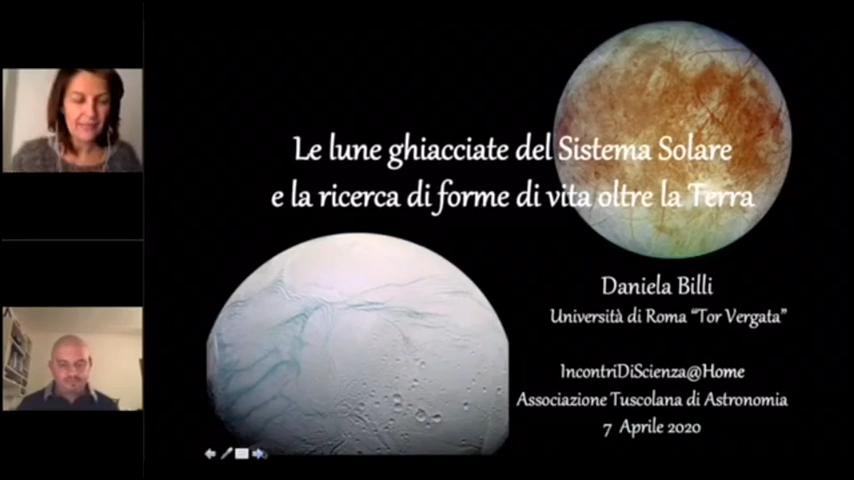 Le lune ghiacciate del Sistema Solare
e la ricerca di forme di vita oltre la Terra
Daniela Billi
Università di Roma “Tor Vergata”
IncontriDiScienza@Home
Associazione Tuscolana di Astronomia
7 Aprile 2020